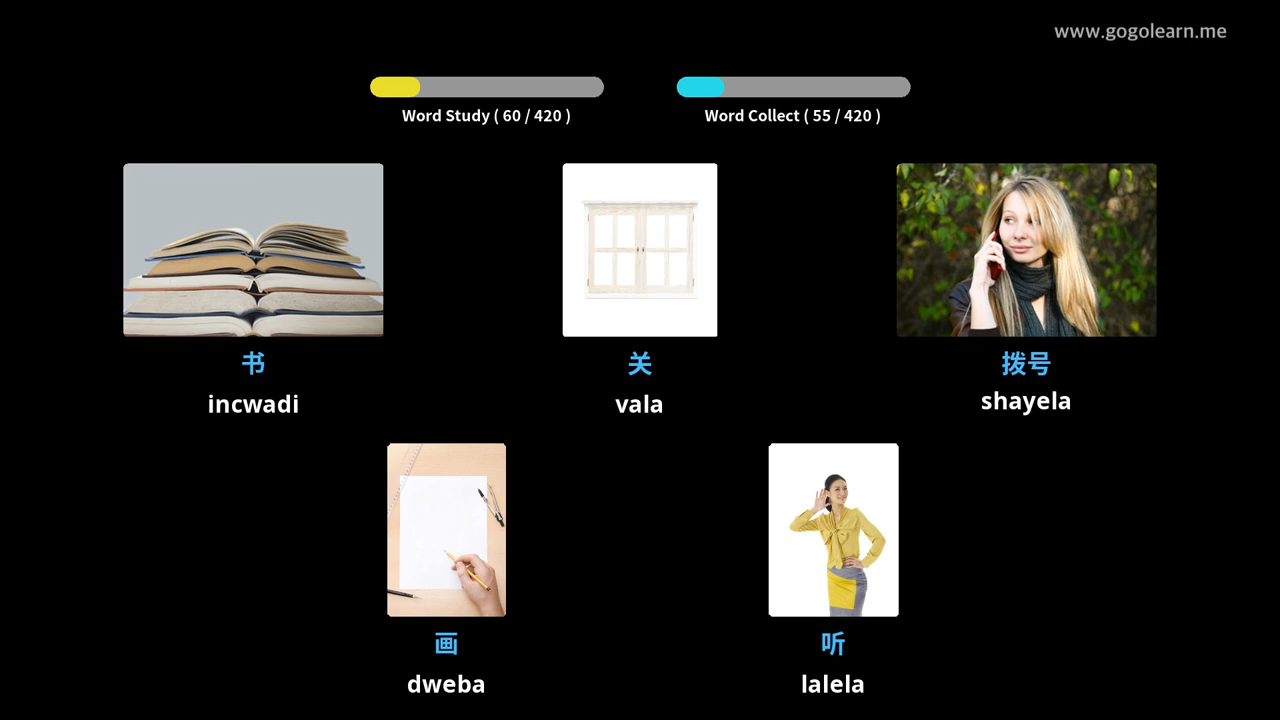 www.gogolearn.me
Word Study ( 60 / 420 )
Word Collect ( 55 / 420 )
书
关
拨号
incwadi
vala
shayela
画
听
dweba
lalela